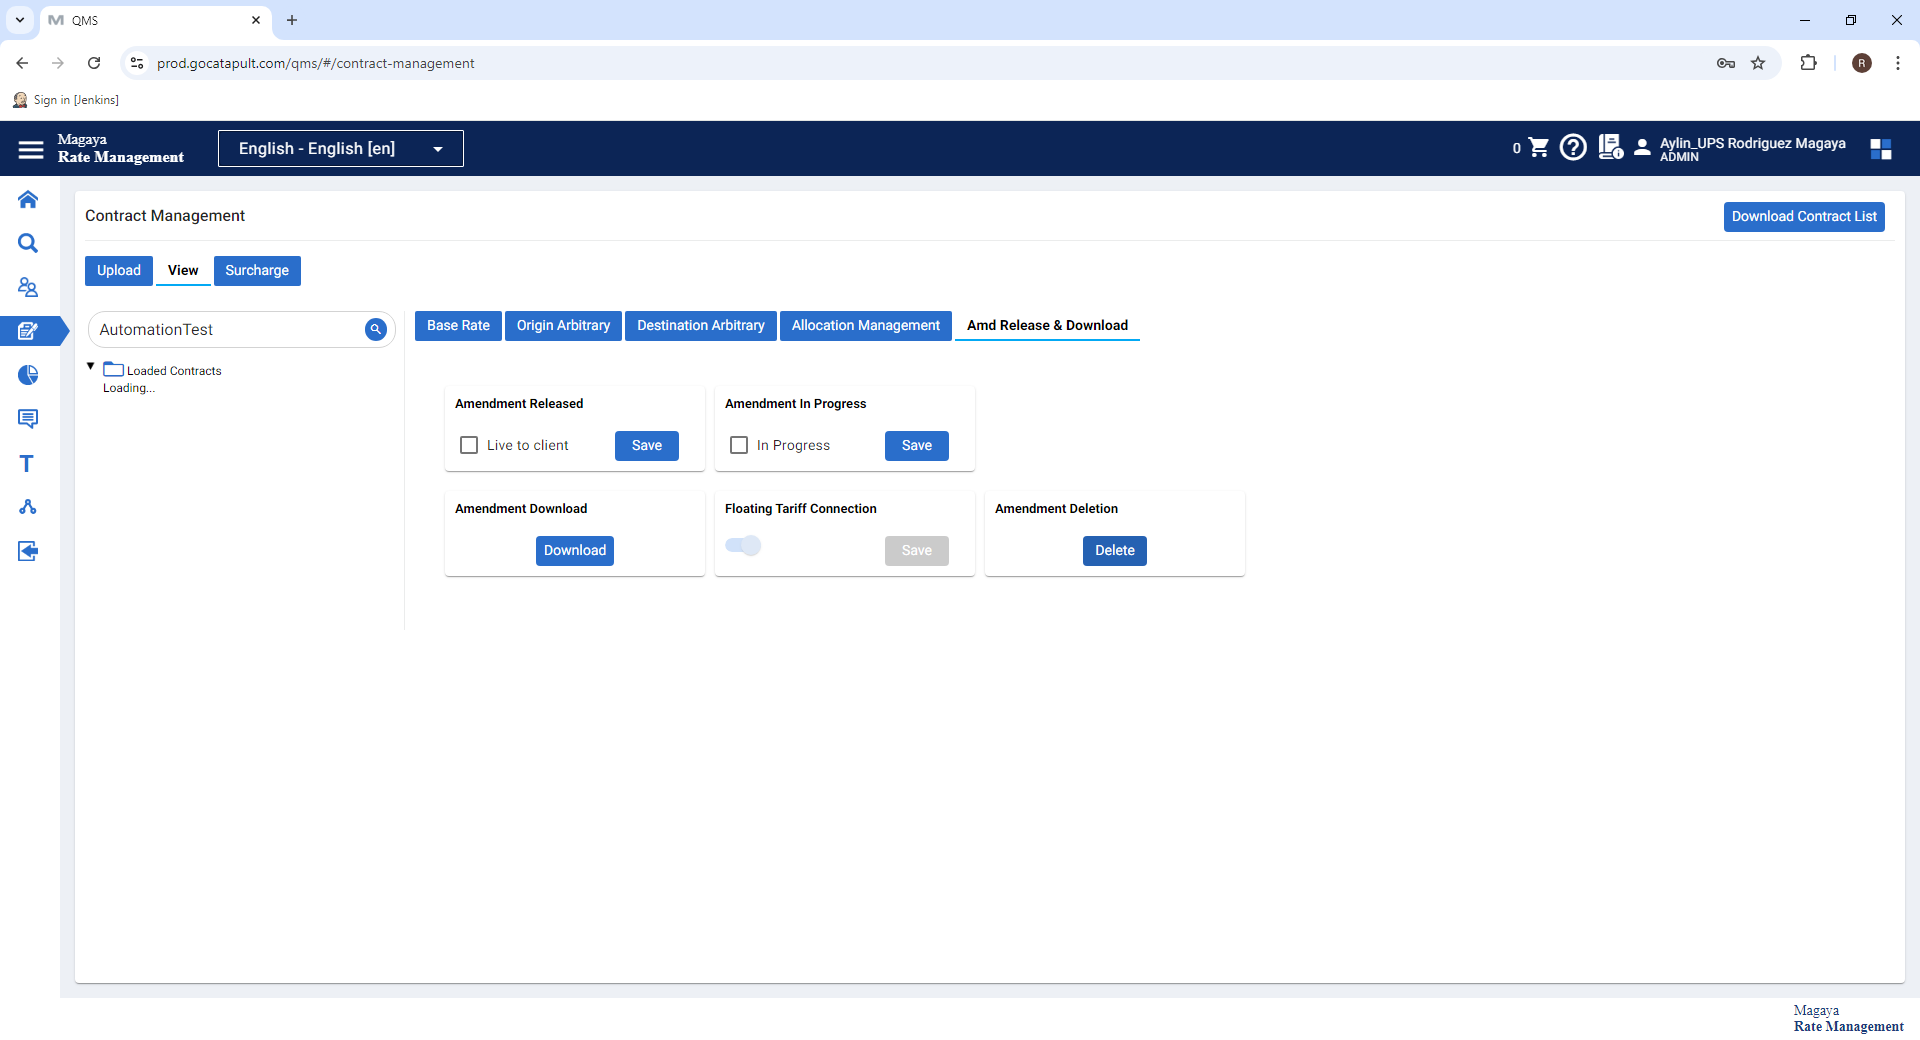 QMS
prod.gocatapult.com/qms/#/contract-management
R
Sign in [Jenkins]
Magaya
Rate Management
English - English [en]
0
Aylin_UPS Rodriguez Magaya
ADMIN
Contract Management
Download Contract List
Upload
View
Surcharge
AutomationTest
Loaded Contracts
Loading...
Base Rate
Origin Arbitrary
Destination Arbitrary
Allocation Management
Amd Release & Download
Amendment Released
Live to client
Save
Amendment In Progress
In Progress
Save
Amendment Download
Download
Floating Tariff Connection
Save
Amendment Deletion
Delete
T
Magaya
Rate Management